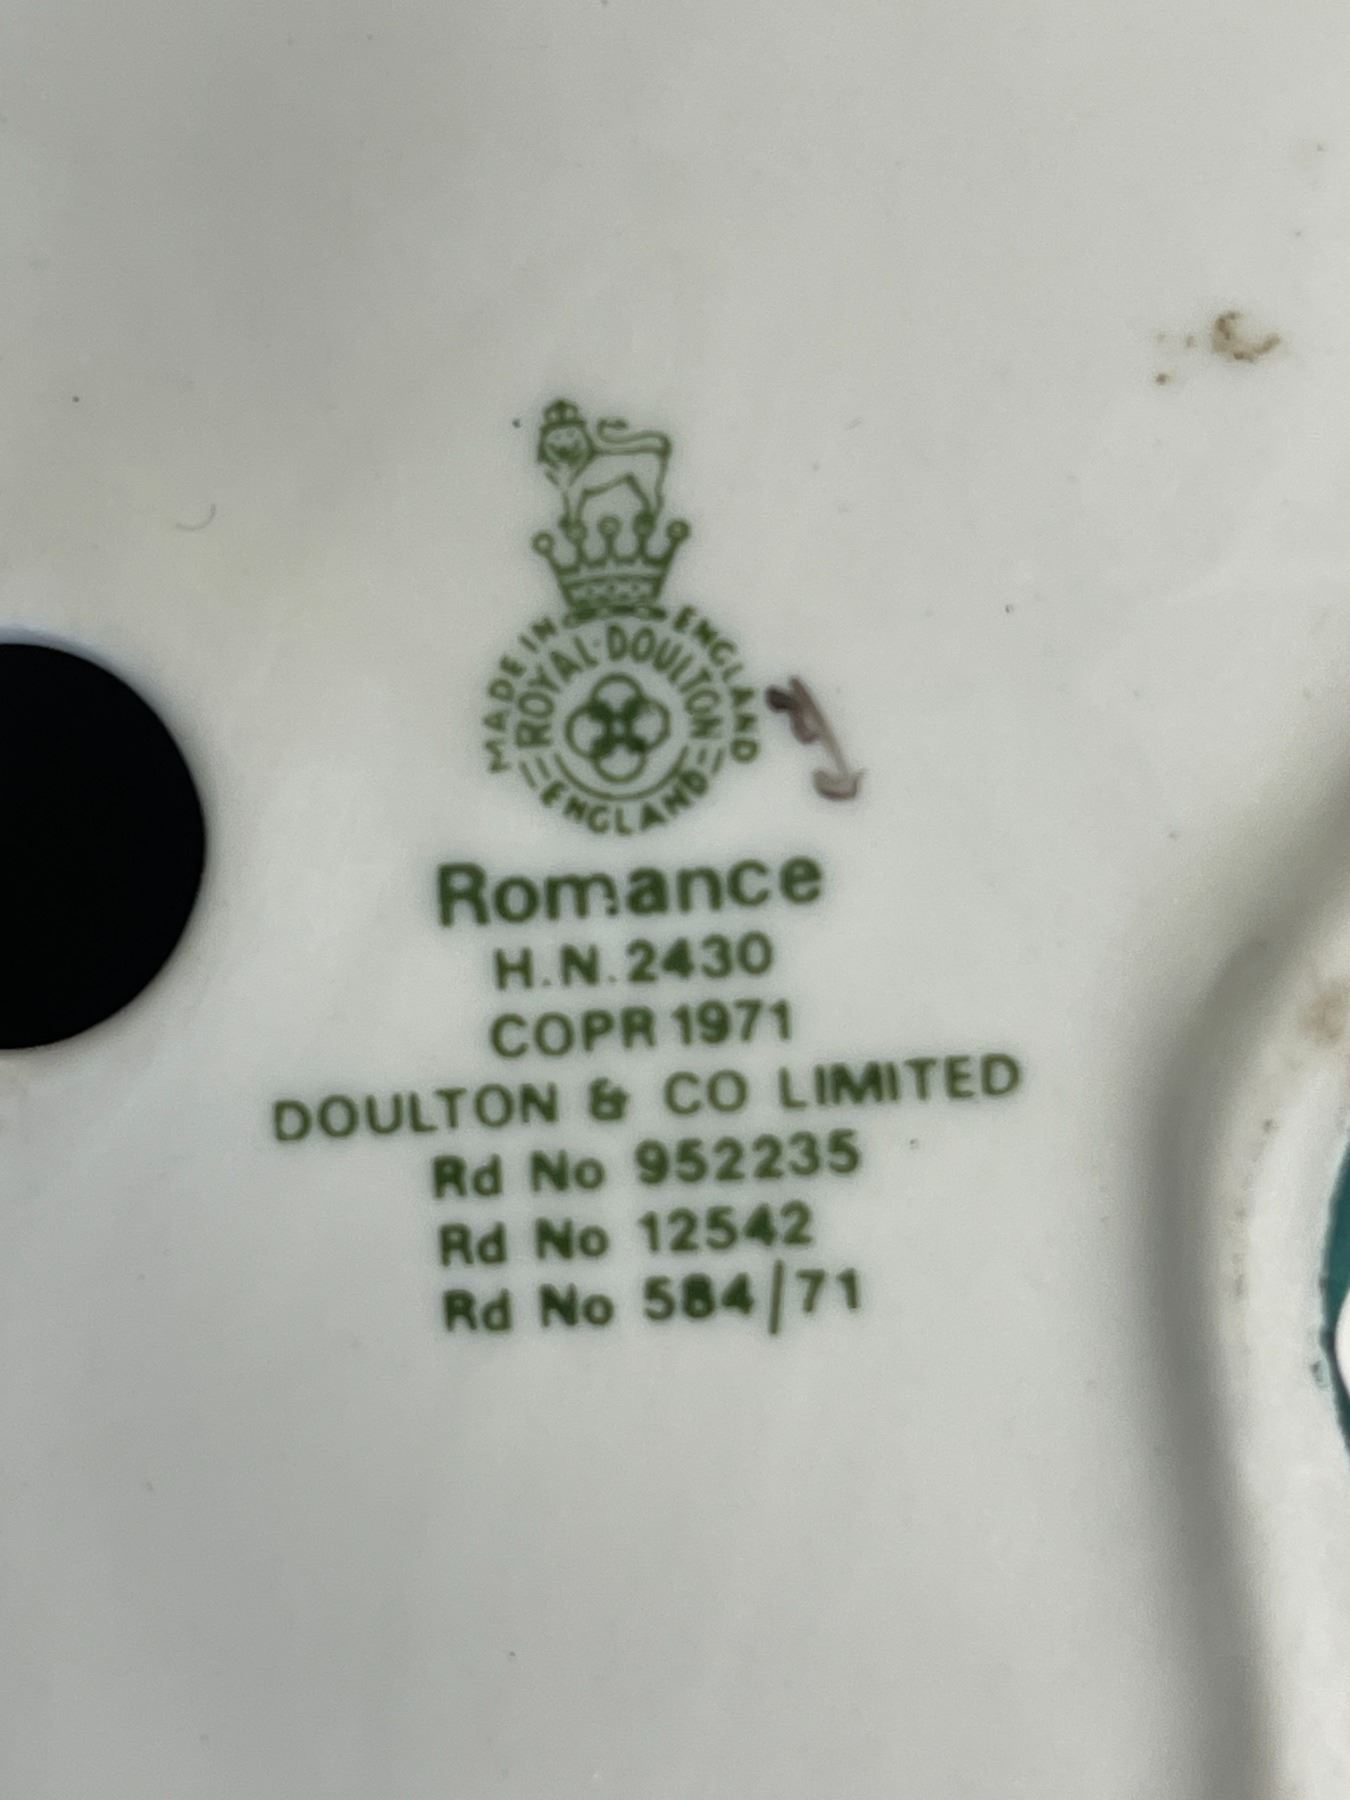 MADE IN ENGLAND
ROYAL·DOULTON
ENGLAND
Romance
H.N.2430
COPR 1971
DOULTON & CO LIMITED
Rd No 952235
Rd No 12542
Rd No 584/71